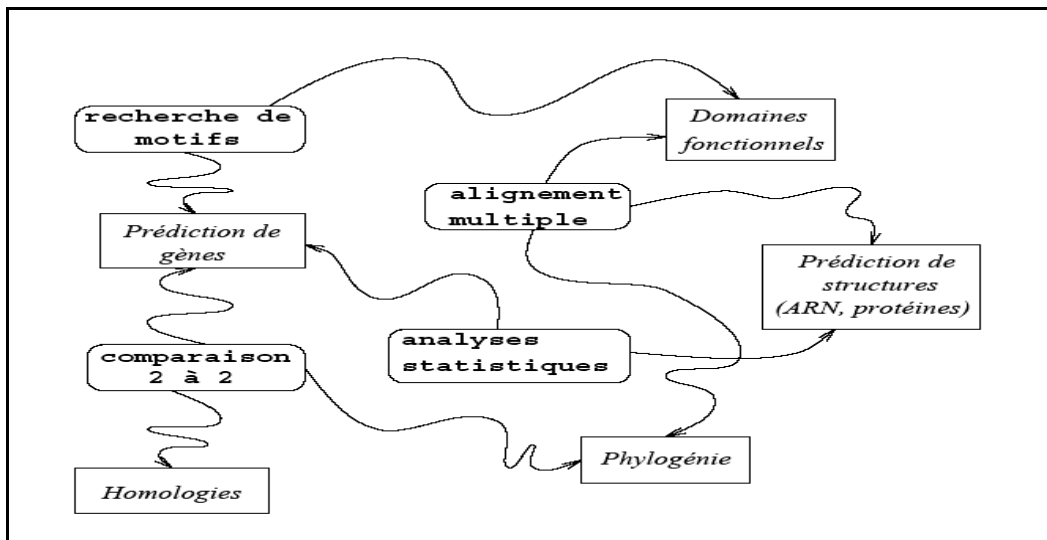 recherche de
motifs
Domaines
fonctionnels
alignement
multiple
Prédiction de
gènes
Prédiction de
structures
(ARN, protéines)
analyses
statistiques
comparaison
2 à 2
Phylogénie
Homologies